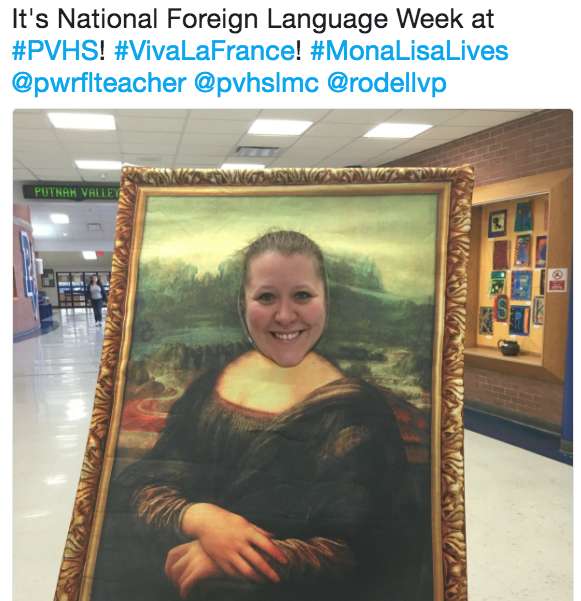 It's National Foreign Language Week at
#PVHS! #VivaLaFrance! #MonaLisaLives
@pwrflteacher @pvhslmc @rodellvp
PUTNAM VALLEY